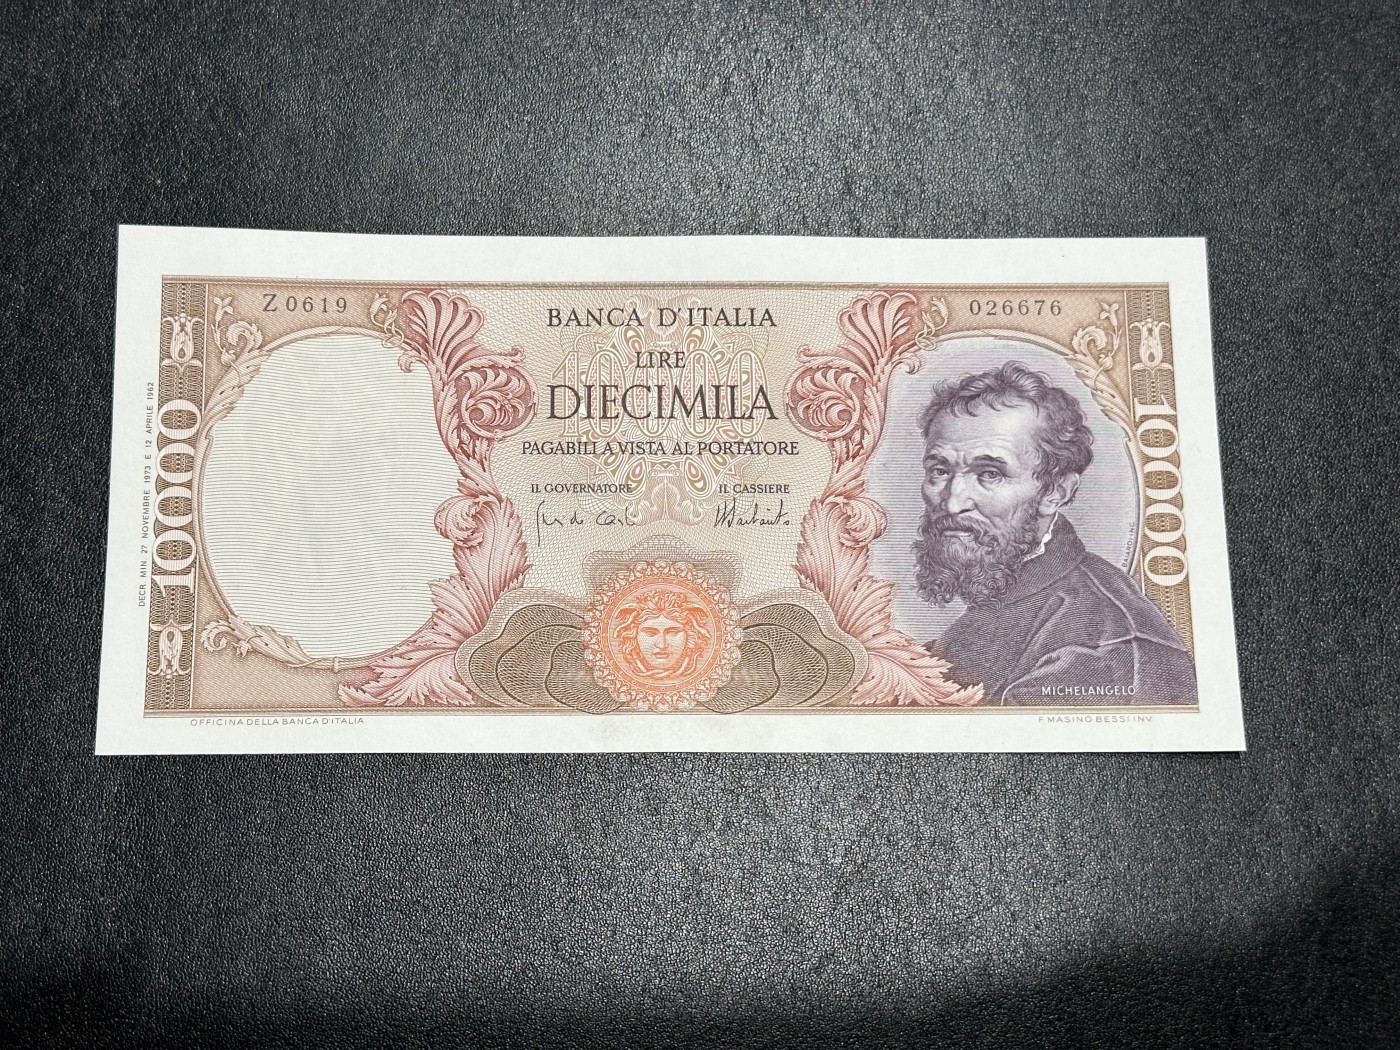 Z 0619
026676
BANCA D'ITALIA
LIRE
DIECIMILA
PAGABILI A VISTA AL PORTATORE
IL GOVERNATORE
IL CASSIERE
DECR. MIN. 27 NOVEMBRE 1973 E 12 APRILE 1962
10000
10000
10000
MICHELANGELO
OFFICINA DELLA BANCA D'ITALIA
F. MASINO BESSI INV.